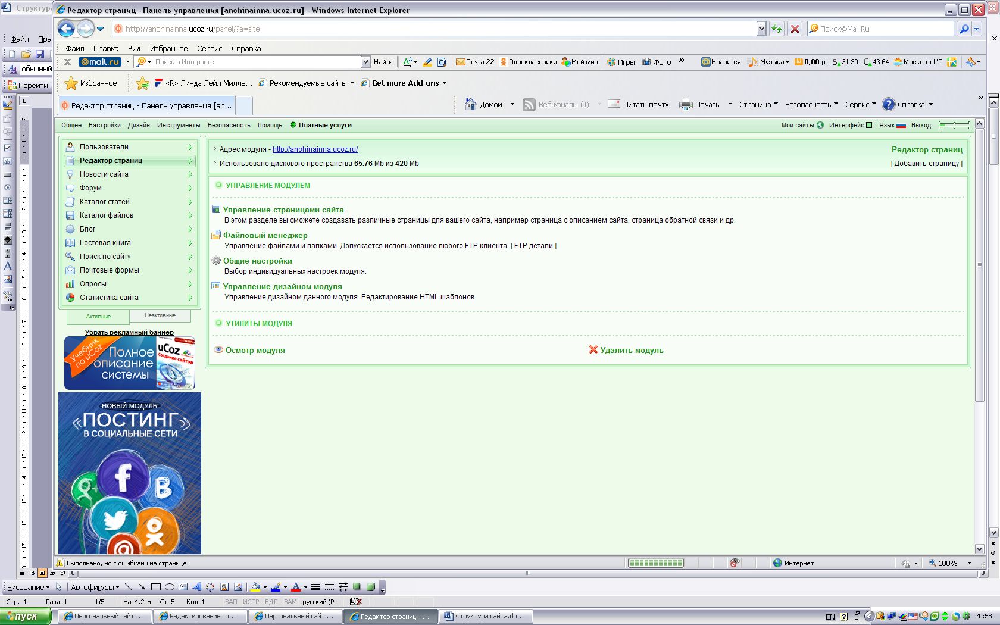 Структура
Редактор страниц - Панель управления [anohinainna.ucoz.ru] - Windows Internet Explorer
http://anohinainna.ucoz.ru/panel/?a=site
Поиск@Mail.Ru
Файл
Файл Правка Вид Избранное Сервис Справка
@mail.ru Поиск в Интернете Найти! Почта 22 Одноклассники Мой мир Игры Фото » Нравится Музыка 0,00 р. $ 31.90 € 43.64 Москва +1°C
обычный
Перейти
Избранное «R» Линда Лейл Милле... Рекомендуемые сайты Get more Add-ons
Редактор страниц - Панель управления [an...
Домой Веб-каналы (J) Читать почту Печать Страница Безопасность Сервис Справка »
Общее Настройки Дизайн Инструменты Безопасность Помощь $ Платные услуги
Мои сайты Интерфейс Язык Выход
Пользователи
Редактор страниц
Новости сайта
Форум
Каталог статей
Каталог файлов
Блог
Гостевая книга
Поиск по сайту
Почтовые формы
Опросы
Статистика сайта
Активные Неактивные
Убрать рекламный баннер
Учебник по uCoz
Полное
описание
системы
uCoz
Создание сайтов
НОВЫЙ МОДУЛЬ
«ПОСТИНГ»
В СОЦИАЛЬНЫЕ СЕТИ
Адрес модуля - http://anohinainna.ucoz.ru/
Редактор страниц
Использовано дискового пространства 65.76 Mb из 420 Mb
[ Добавить страницу ]
УПРАВЛЕНИЕ МОДУЛЕМ
Управление страницами сайта
В этом разделе вы сможете создавать различные страницы для вашего сайта, например страница с описанием сайта, страница обратной связи и др.
Файловый менеджер
Управление файлами и папками. Допускается использование любого FTP клиента. [ FTP детали ]
Общие настройки
Выбор индивидуальных настроек модуля.
Управление дизайном модуля
Управление дизайном данного модуля. Редактирование HTML шаблонов.
УТИЛИТЫ МОДУЛЯ
Осмотр модуля Удалить модуль
Выполнено, но с ошибками на странице.
Интернет
100%
Рисование Автофигуры
Стр. 1 Разд 1 1/5 На 4.2см Ст 5 Кол 1 ЗАП ИСПР ВДЛ ЗАМ русский (Ро
пуск
Персональный сайт ...
Редактирование со...
Персональный сайт ...
Редактор страниц - ...
Структура сайта.do...
EN
20:58